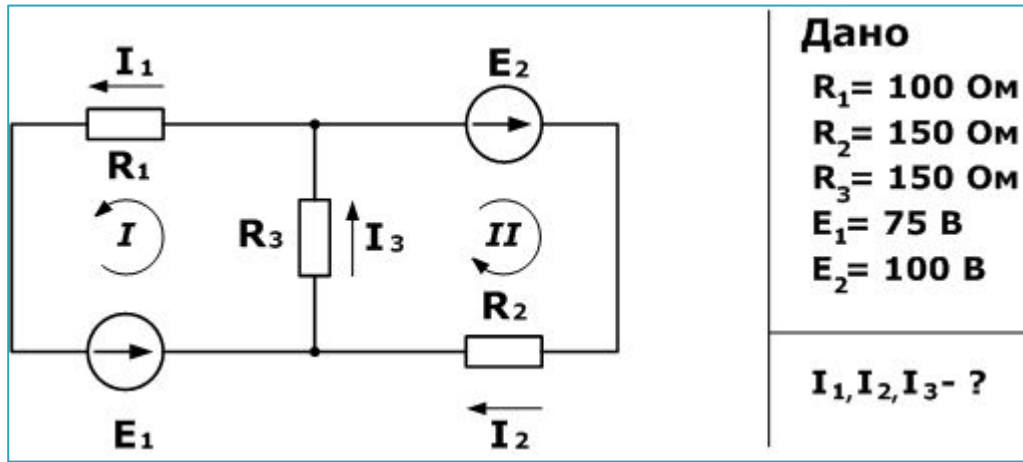 I₁
R₁
I
E₁
R₃
I₃
E₂
II
R₂
I₂
Дано
R₁= 100 Ом
R₂= 150 Ом
R₃= 150 Ом
E₁= 75 В
E₂= 100 В
I₁, I₂, I₃- ?